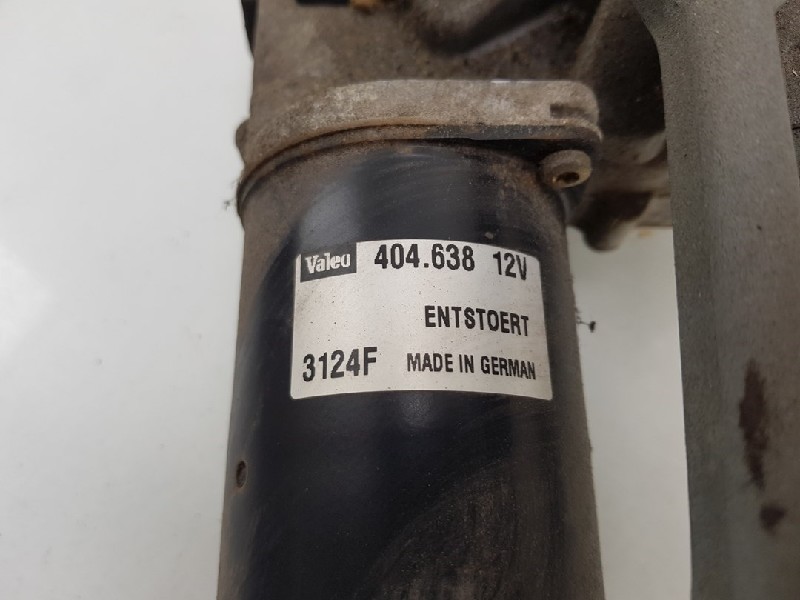 Valeo 404.638 12V
ENTSTOERT
3124F MADE IN GERMAN